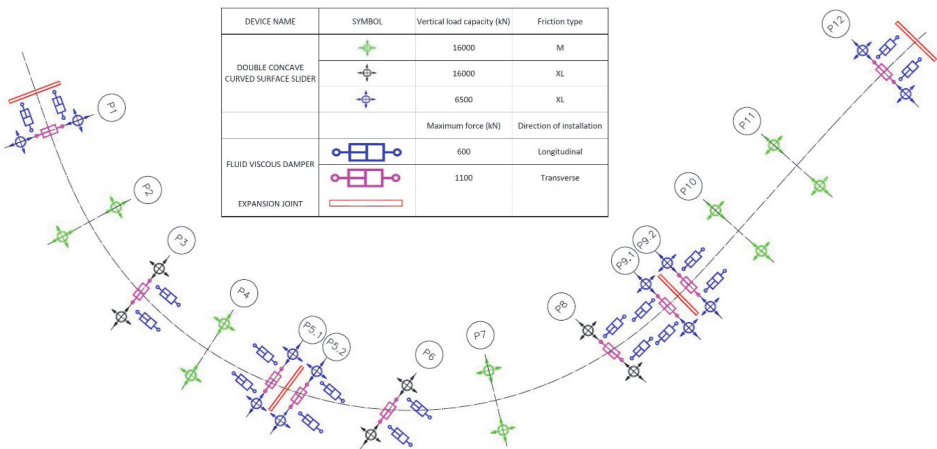 DEVICE NAME SYMBOL Vertical load capacity (kN) Friction type
DOUBLE CONCAVE
CURVED SURFACE SLIDER
16000 M
16000 XL
6500 XL
Maximum force (kN) Direction of installation
FLUID VISCOUS DAMPER
600 Longitudinal
1100 Transverse
EXPANSION JOINT
P1
P2
P3
P4
P5.1
P5.2
P6
P7
P8
P9.1
P9.2
P10
P11
P12